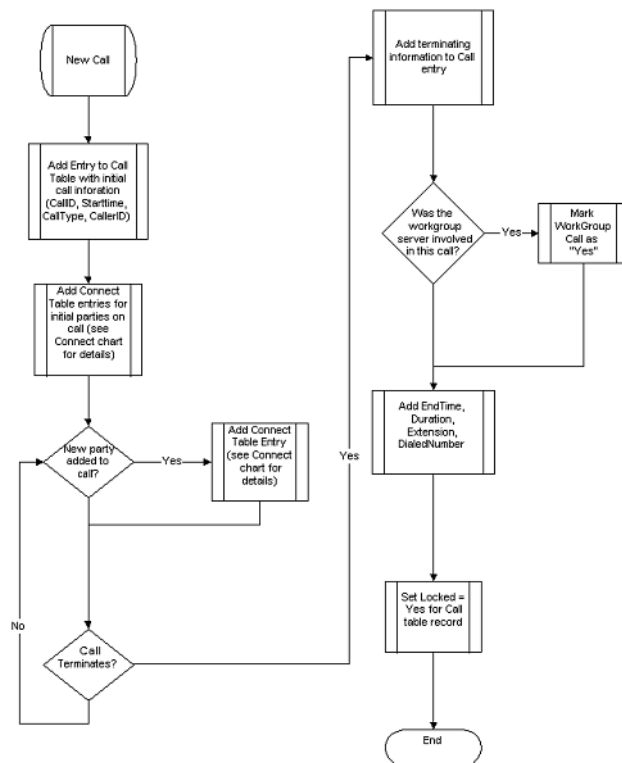 New Call
Add Entry to Call
Table with initial
call inforation
(CallID, Starttime,
CallType, CallerID)
Add Connect
Table entries for
initial parties on
call (see
Connect chart for
details)
New party
added to
call?
Yes
Add Connect
Table Entry
(see Connect
chart for
details)
No
Call
Terminates?
Yes
Add terminating
information to Call
entry
Was the
workgroup
server involved
in this call?
Yes
Mark
WorkGroup
Call as
"Yes"
Add EndTime,
Duration,
Extension,
DialedNumber
Set Locked =
Yes for Call
table record
End